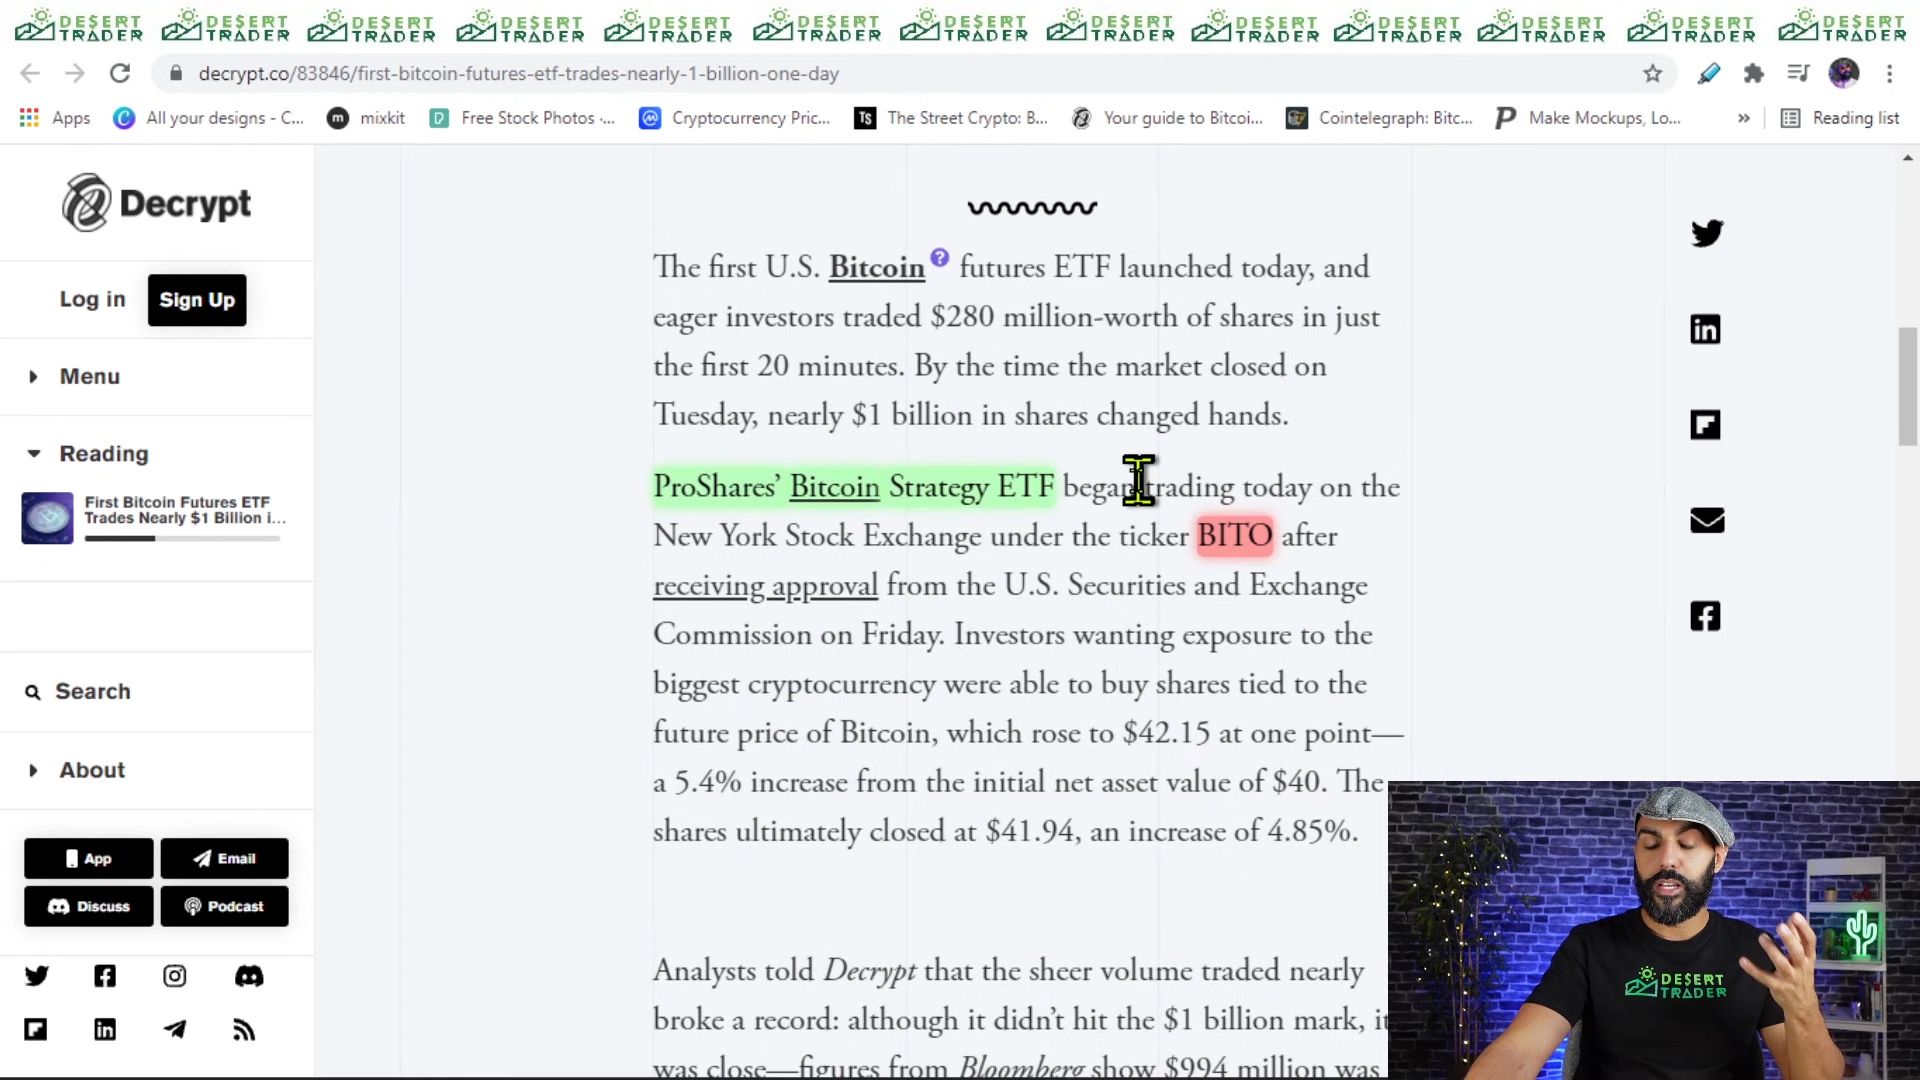 DESERT TRADER DESERT TRADER DESERT TRADER DESERT TRADER DESERT TRADER DESERT TRADER DESERT TRADER DESERT TRADER DESERT TRADER DESERT TRADER DESERT TRADER DESERT TRADER DESERT TRADER
decrypt.co/83846/first-bitcoin-futures-etf-trades-nearly-1-billion-one-day
Apps All your designs - C... m mixkit Free Stock Photos ·... Cryptocurrency Pric... TS The Street Crypto: B... Your guide to Bitcoi... Cointelegraph: Bitc... Make Mockups, Lo... » Reading list
Decrypt
Log in Sign Up
Menu
Reading
First Bitcoin Futures ETF
Trades Nearly $1 Billion i...
Search
About
App Email
Discuss Podcast
The first U.S. Bitcoin ? futures ETF launched today, and
eager investors traded $280 million-worth of shares in just
the first 20 minutes. By the time the market closed on
Tuesday, nearly $1 billion in shares changed hands.
ProShares' Bitcoin Strategy ETF began trading today on the
New York Stock Exchange under the ticker BITO after
receiving approval from the U.S. Securities and Exchange
Commission on Friday. Investors wanting exposure to the
biggest cryptocurrency were able to buy shares tied to the
future price of Bitcoin, which rose to $42.15 at one point—
a 5.4% increase from the initial net asset value of $40. The
shares ultimately closed at $41.94, an increase of 4.85%.
Analysts told Decrypt that the sheer volume traded nearly
broke a record: although it didn't hit the $1 billion mark, it
was close—figures from Bloomberg show $994 million was
DESERT
TRADER